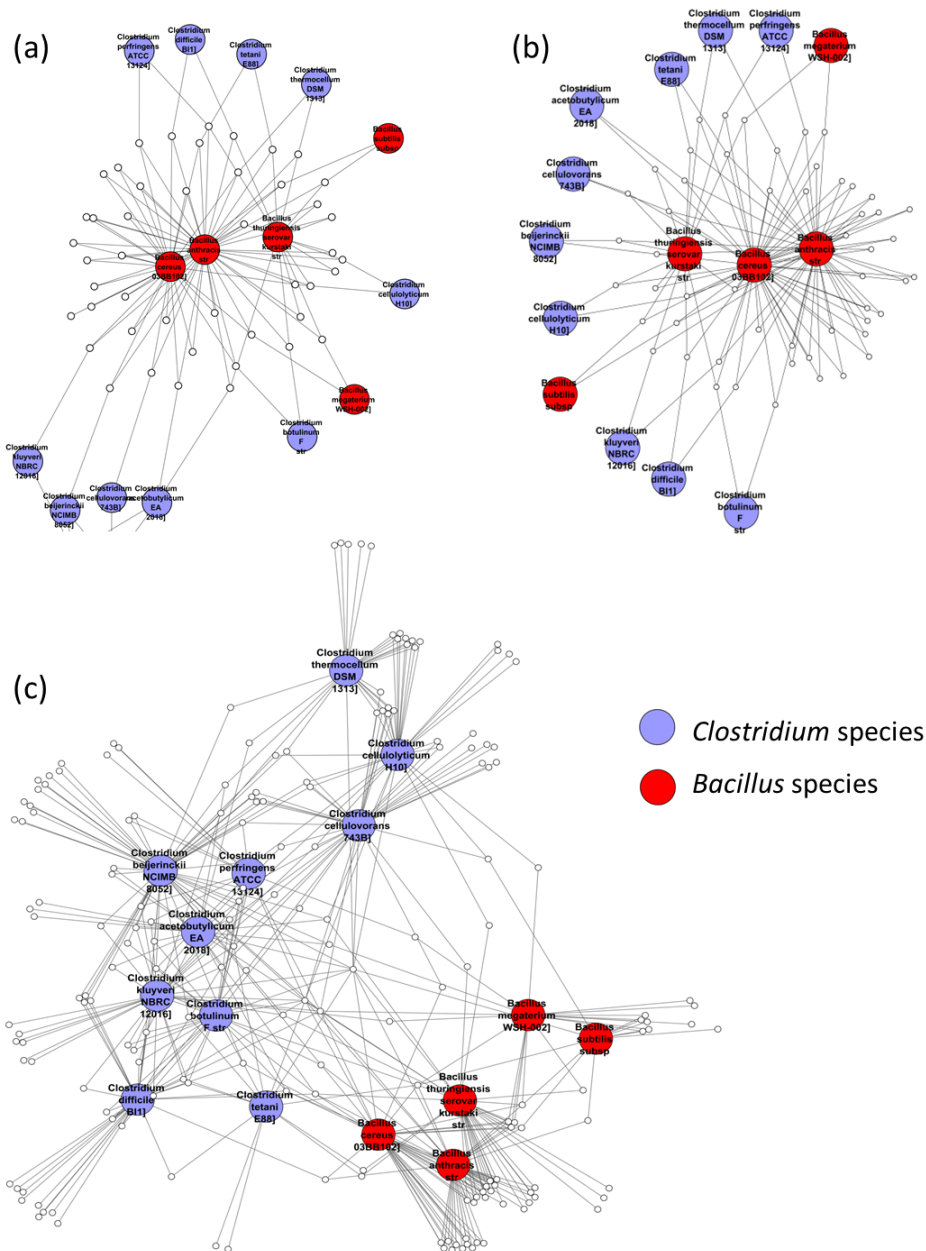 (a)
Clostridium
perfringens
ATCC
13124]
Clostridium
difficile
BI1]
Clostridium
tetani
E88]
Clostridium
thermocellum
DSM
1313]
Bacillus
subtilis
subsp
Bacillus
thuringiensis
serovar
kurstaki
str
Bacillus
anthracis
str
Bacillus
cereus
03BB102]
Clostridium
cellulolyticum
H10]
Bacillus
megaterium
WSH-002]
Clostridium
botulinum
F
str
Clostridium
kluyveri
NBRC
12016]
Clostridium
beijerinckii
NCIMB
8052]
Clostridium
cellulovorans
743B]
Clostridium
acetobutylicum
EA
2018]
(b)
Clostridium
thermocellum
DSM
1313]
Clostridium
perfringens
ATCC
13124]
Bacillus
megaterium
WSH-002]
Clostridium
tetani
E88]
Clostridium
acetobutylicum
EA
2018]
Clostridium
cellulovorans
743B]
Clostridium
beijerinckii
NCIMB
8052]
Bacillus
thuringiensis
serovar
kurstaki
str
Bacillus
cereus
03BB102]
Bacillus
anthracis
str
Clostridium
cellulolyticum
H10]
Bacillus
subtilis
subsp
Clostridium
kluyveri
NBRC
12016]
Clostridium
difficile
BI1]
Clostridium
botulinum
F
str
(c)
Clostridium
thermocellum
DSM
1313]
Clostridium
cellulolyticum
H10]
Clostridium
cellulovorans
743B]
Clostridium
beijerinckii
NCIMB
8052]
Clostridium
perfringens
ATCC
13124]
Clostridium
acetobutylicum
EA
2018]
Clostridium
kluyveri
NBRC
12016]
Clostridium
botulinum
F str
Bacillus
megaterium
WSH-002]
Bacillus
subtilis
subsp
Clostridium
difficile
BI1]
Clostridium
tetani
E88]
Bacillus
thuringiensis
serovar
kurstaki
str
Bacillus
cereus
03BB102]
Bacillus
anthracis
str
Clostridium species
Bacillus species